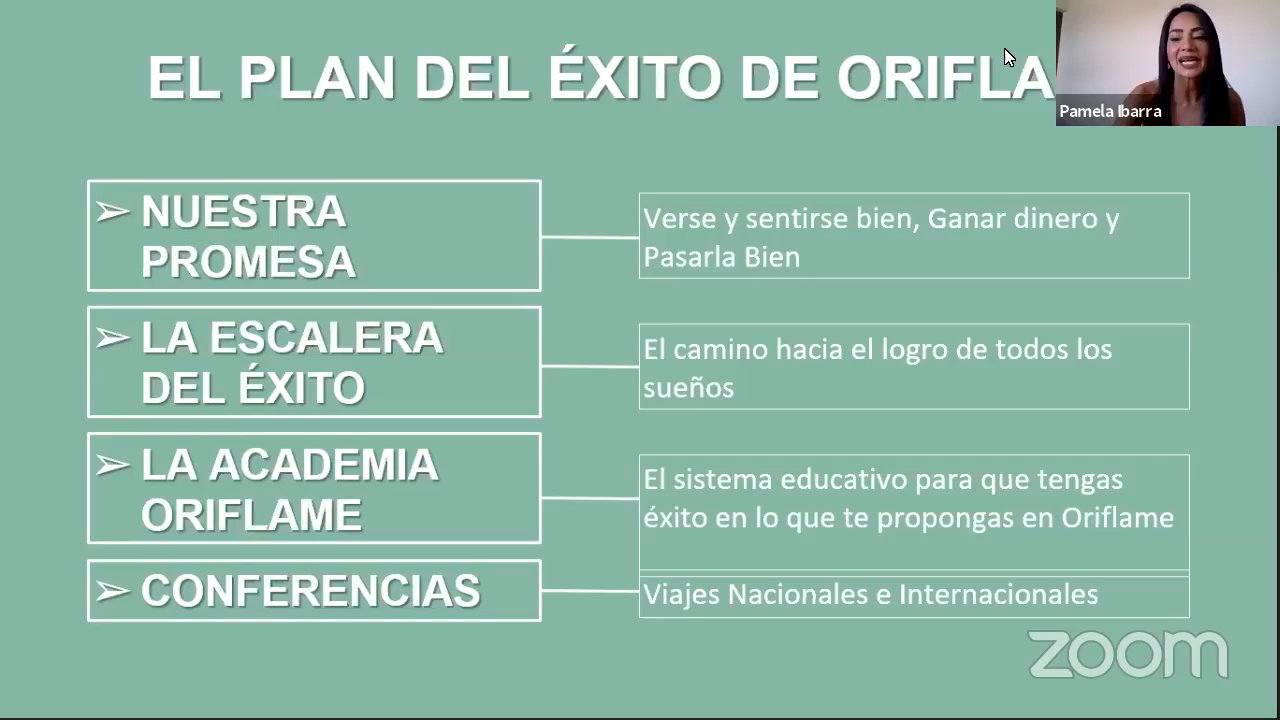 EL PLAN DEL ÉXITO DE ORIFLA
Pamela Ibarra
➢ NUESTRA
PROMESA
Verse y sentirse bien, Ganar dinero y
Pasarla Bien
➢ LA ESCALERA
DEL ÉXITO
El camino hacia el logro de todos los
sueños
➢ LA ACADEMIA
ORIFLAME
El sistema educativo para que tengas
éxito en lo que te propongas en Oriflame
➢ CONFERENCIAS
Viajes Nacionales e Internacionales
zoom